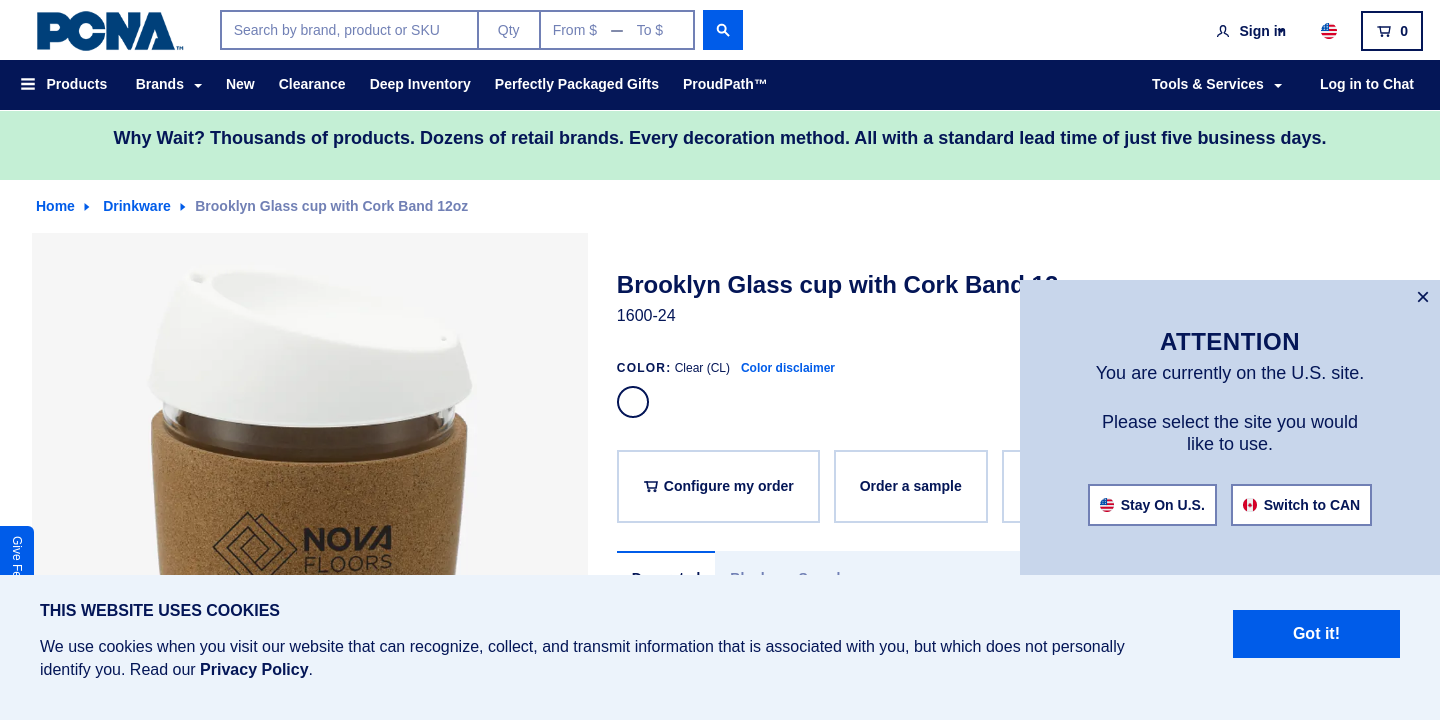 PCNA™
Search by brand, product or SKU
Qty
From $ — To $
Sign in
0
Products
Brands
New
Clearance
Deep Inventory
Perfectly Packaged Gifts
ProudPath™
Tools & Services
Log in to Chat
Why Wait? Thousands of products. Dozens of retail brands. Every decoration method. All with a standard lead time of just five business days.
Home
Drinkware
Brooklyn Glass cup with Cork Band 12oz
Brooklyn Glass cup with Cork Band 12
1600-24
COLOR: Clear (CL) Color disclaimer
Configure my order
Order a sample
NOVA
FLOORS
Give Fe
×
ATTENTION
You are currently on the U.S. site.
Please select the site you would
like to use.
Stay On U.S.
Switch to CAN
THIS WEBSITE USES COOKIES
We use cookies when you visit our website that can recognize, collect, and transmit information that is associated with you, but which does not personally
identify you. Read our Privacy Policy.
Got it!